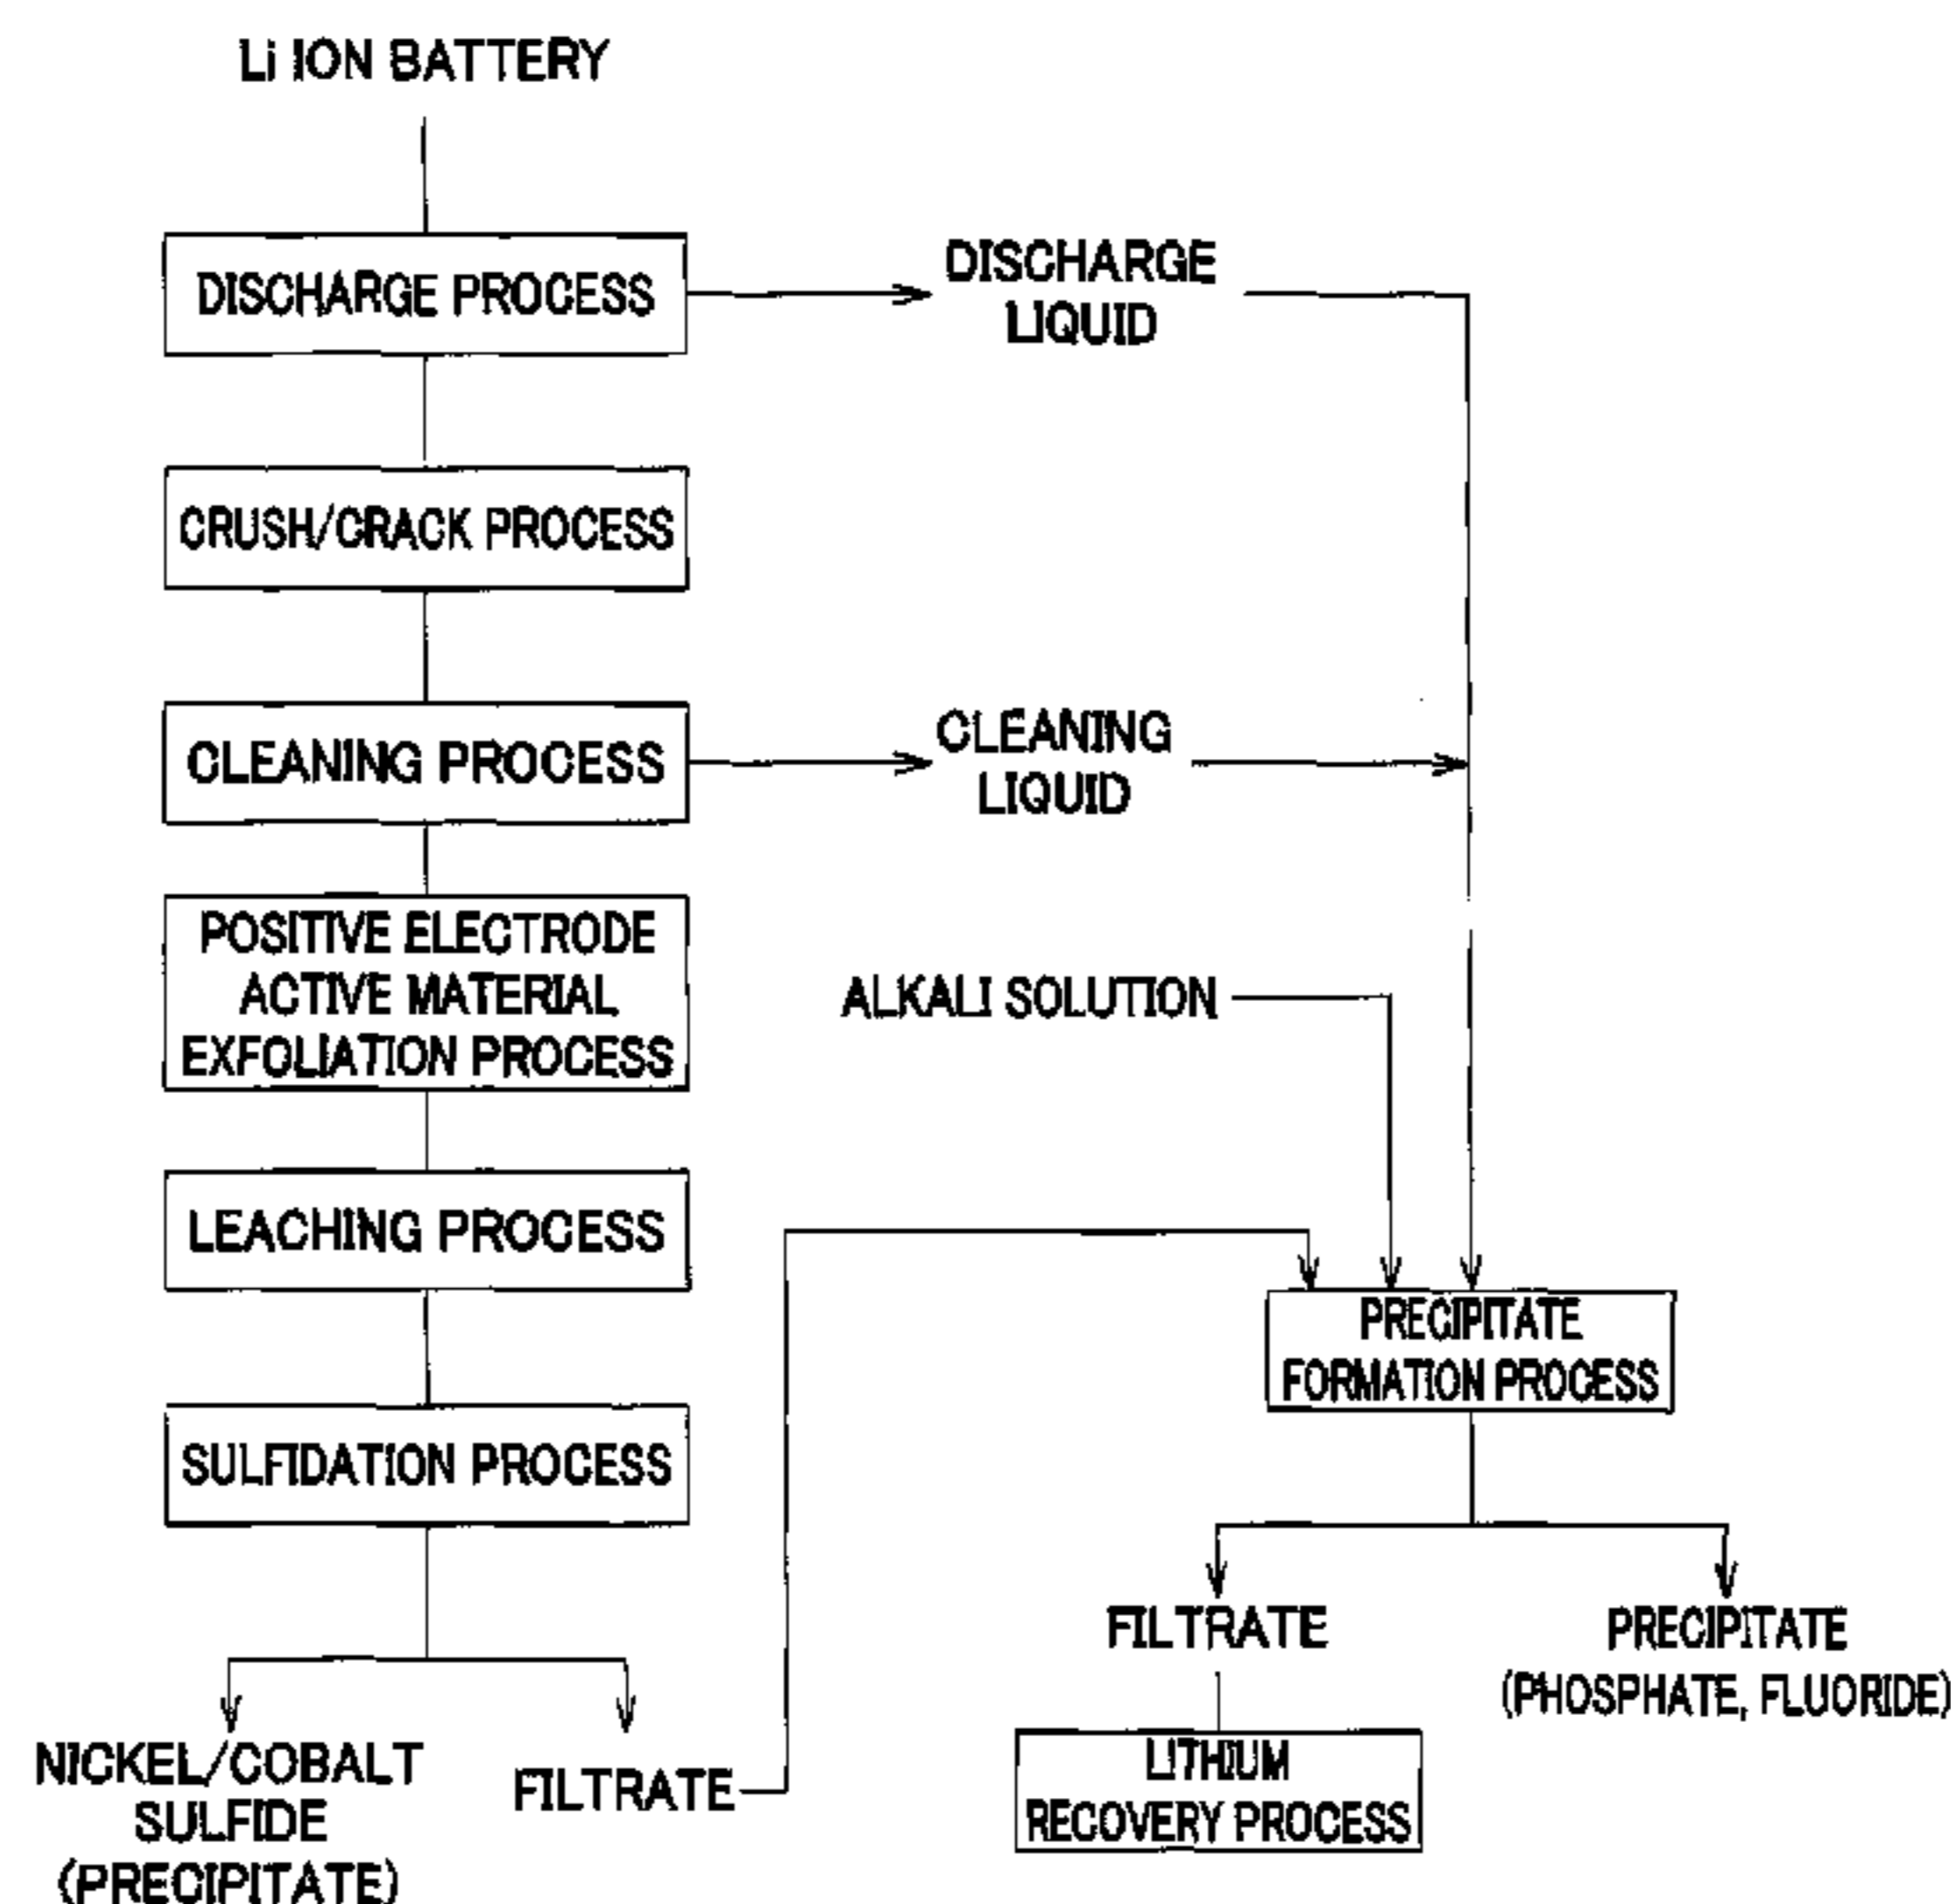 Li ION BATTERY
DISCHARGE PROCESS
DISCHARGE
LIQUID
CRUSH/CRACK PROCESS
CLEANING PROCESS
CLEANING
LIQUID
POSITIVE ELECTRODE
ACTIVE MATERIAL
EXFOLIATION PROCESS
ALKALI SOLUTION
LEACHING PROCESS
PRECIPITATE
FORMATION PROCESS
SULFIDATION PROCESS
FILTRATE
PRECIPITATE
(PHOSPHATE, FLUORIDE)
NICKEL/COBALT
SULFIDE
(PRECIPITATE)
FILTRATE
LITHIUM
RECOVERY PROCESS